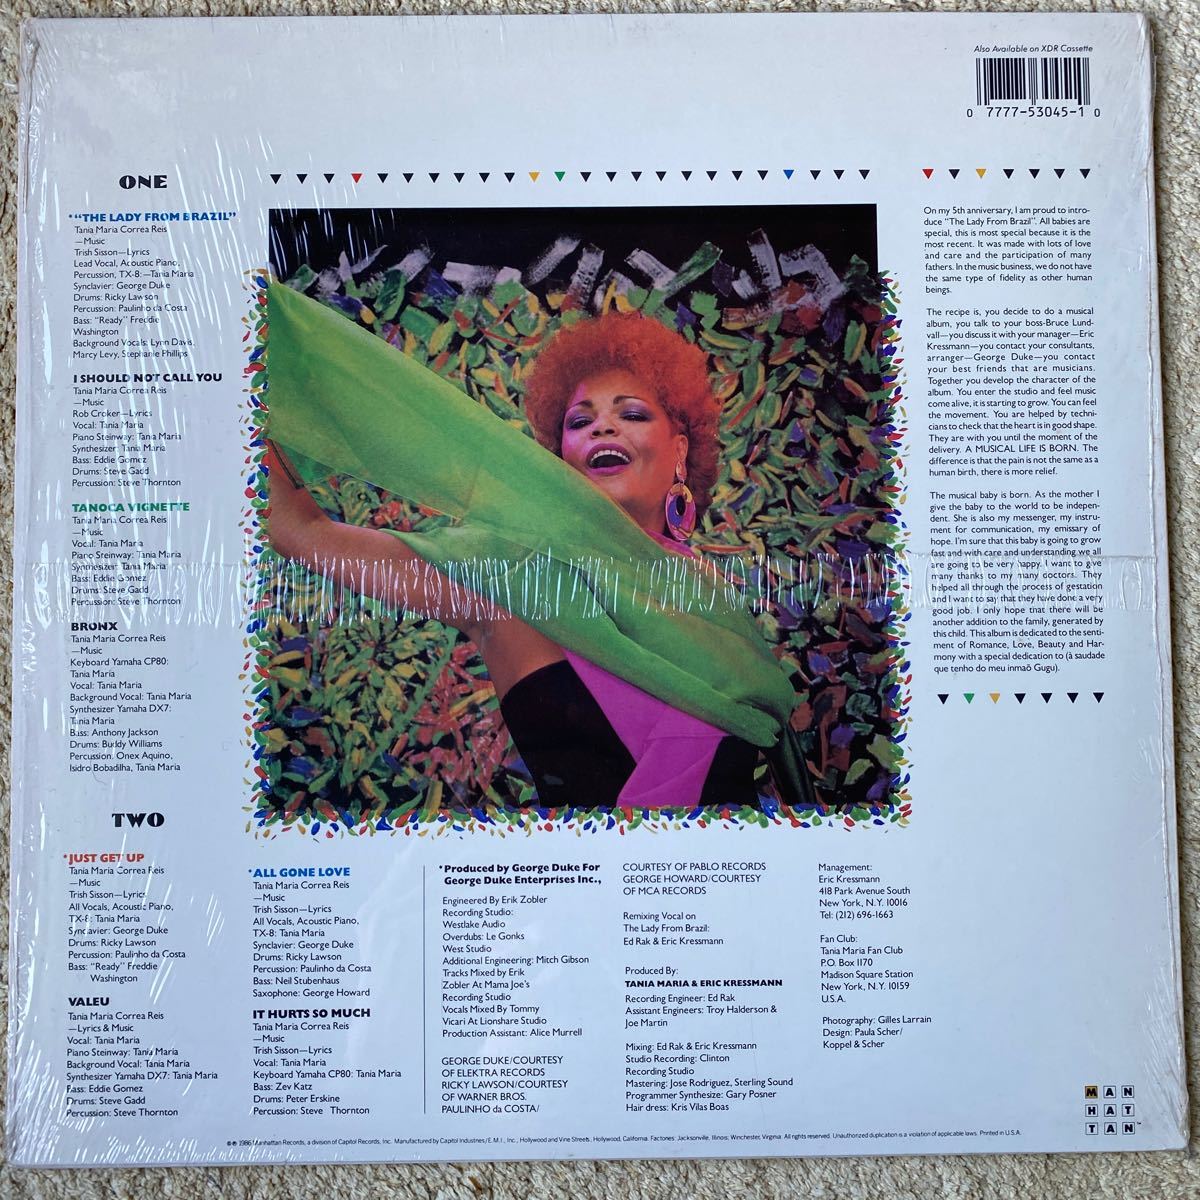 Also Available on XDR Cassette
0 7777-53045-1 0
ONE
*"THE LADY FROM BRAZIL"
Tania Maria Correa Reis
—Music
Trish Sisson—Lyrics
Lead Vocal, Acoustic Piano,
Percussion, TX-8:—Tania Maria
Synclavier: George Duke
Drums: Ricky Lawson
Percussion: Paulinho da Costa
Bass: "Ready" Freddie
Washington
Background Vocals: Lynn Davis,
Marcy Levy, Stephanie Phillips
I SHOULD NOT CALL YOU
Tania Maria Correa Reis
—Music
Rob Croker—Lyrics
Vocal: Tania Maria
Piano Steinway: Tania Maria
Synthesizer: Tania Maria
Bass: Eddie Gomez
Drums: Steve Gadd
Percussion: Steve Thornton
TANOCA VIGNETTE
Tania Maria Correa Reis
—Music
Vocal: Tania Maria
Piano Steinway: Tania Maria
Synthesizer: Tania Maria
Bass: Eddie Gomez
Drums: Steve Gadd
Percussion: Steve Thornton
BRONX
Tania Maria Correa Reis
—Music
Keyboard Yamaha CP80:
Tania Maria
Vocal: Tania Maria
Background Vocal: Tania Maria
Synthesizer Yamaha DX7:
Tania Maria
Bass: Anthony Jackson
Drums: Buddy Williams
Percussion: Onex Aquino,
Isidro Bobadilha, Tania Maria
TWO
*JUST GET UP
Tania Maria Correa Reis
—Music
Trish Sisson—Lyrics
All Vocals, Acoustic Piano,
TX-8: Tania Maria
Synclavier: George Duke
Drums: Ricky Lawson
Percussion: Paulinho da Costa
Bass: "Ready" Freddie
Washington
VALEU
Tania Maria Correa Reis
—Lyrics & Music
Vocal: Tania Maria
Piano Steinway: Tania Maria
Background Vocal: Tania Maria
Synthesizer Yamaha DX7: Tania Maria
Bass: Eddie Gomez
Drums: Steve Gadd
Percussion: Steve Thornton
*ALL GONE LOVE
Tania Maria Correa Reis
—Music
Trish Sisson—Lyrics
All Vocals, Acoustic Piano,
TX-8: Tania Maria
Synclavier: George Duke
Drums: Ricky Lawson
Percussion: Paulinho da Costa
Bass: Neil Stubenhaus
Saxophone: George Howard
IT HURTS SO MUCH
Tania Maria Correa Reis
—Music
Trish Sisson—Lyrics
Vocal: Tania Maria
Keyboard Yamaha CP80: Tania Maria
Bass: Zev Katz
Drums: Peter Erskine
Percussion: Steve Thornton
*Produced by George Duke For
George Duke Enterprises Inc.,
Engineered By Erik Zobler
Recording Studio:
Westlake Audio
Overdubs: Le Gonks
West Studio
Additional Engineering: Mitch Gibson
Tracks Mixed by Erik
Zobler At Mama Joe's
Recording Studio
Vocals Mixed By Tommy
Vicari At Lionshare Studio
Production Assistant: Alice Murrell
GEORGE DUKE/COURTESY
OF ELEKTRA RECORDS
RICKY LAWSON/COURTESY
OF WARNER BROS.
PAULINHO da COSTA/
COURTESY OF PABLO RECORDS
GEORGE HOWARD/COURTESY
OF MCA RECORDS
Remixing Vocal on
The Lady From Brazil:
Ed Rak & Eric Kressmann
Produced By:
TANIA MARIA & ERIC KRESSMANN
Recording Engineer: Ed Rak
Assistant Engineers: Troy Halderson &
Joe Martin
Mixing: Ed Rak & Eric Kressmann
Studio Recording: Clinton
Recording Studio
Mastering: Jose Rodriguez, Sterling Sound
Programmer Synthesize: Gary Posner
Hair dress: Kris Vilas Boas
Management:
Eric Kressmann
418 Park Avenue South
New York, N.Y. 10016
Tel: (212) 696-1663
Fan Club:
Tania Maria Fan Club
P.O. Box 1170
Madison Square Station
New York, N.Y. 10159
U.S.A.
Photography: Gilles Larrain
Design: Paula Scher/
Koppel & Scher
On my 5th anniversary, I am proud to intro-
duce "The Lady From Brazil". All babies are
special, this is most special because it is the
most recent. It was made with lots of love
and care and the participation of many
fathers. In the music business, we do not have
the same type of fidelity as other human
beings.
The recipe is, you decide to do a musical
album, you talk to your boss-Bruce Lund-
vall—you discuss it with your manager—Eric
Kressmann—you contact your consultants,
arranger—George Duke—you contact
your best friends that are musicians.
Together you develop the character of the
album. You enter the studio and feel music
come alive, it is starting to grow. You can feel
the movement. You are helped by techni-
cians to check that the heart is in good shape.
They are with you until the moment of the
delivery. A MUSICAL LIFE IS BORN. The
difference is that the pain is not the same as a
human birth, there is more relief.
The musical baby is born. As the mother I
give the baby to the world to be indepen-
dent. She is also my messenger, my instru-
ment for communication, my emissary of
hope. I'm sure that this baby is going to grow
fast and with care and understanding we all
are going to be very happy. I want to give
many thanks to my many doctors. They
helped all through the process of gestation
and I want to say that they have done a very
good job. I only hope that there will be
another addition to the family, generated by
this child. This album is dedicated to the senti-
ment of Romance, Love, Beauty and Har-
mony with a special dedication to (à saudade
que tenho do meu inmaõ Gugu).
MAN
HAT
TAN™
©℗ 1986 Manhattan Records, a division of Capitol Records, Inc. Manufactured by Capitol Industries/E.M.I., Inc., Hollywood and Vine Streets, Hollywood, California. Factories: Jacksonville, Illinois; Winchester, Virginia. All rights reserved. Unauthorized duplication is a violation of applicable laws. Printed in U.S.A.